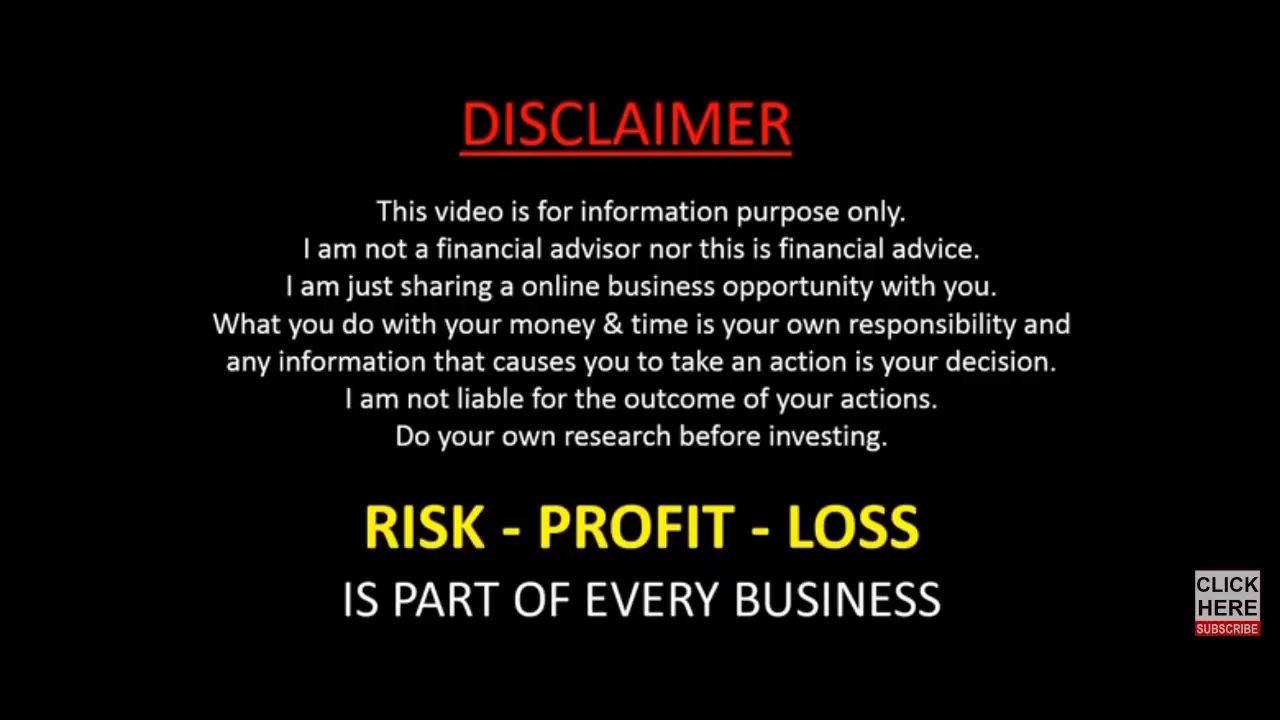 DISCLAIMER
This video is for information purpose only.
I am not a financial advisor nor this is financial advice.
I am just sharing a online business opportunity with you.
What you do with your money & time is your own responsibility and
any information that causes you to take an action is your decision.
I am not liable for the outcome of your actions.
Do your own research before investing.
RISK - PROFIT - LOSS
IS PART OF EVERY BUSINESS
CLICK
HERE
SUBSCRIBE